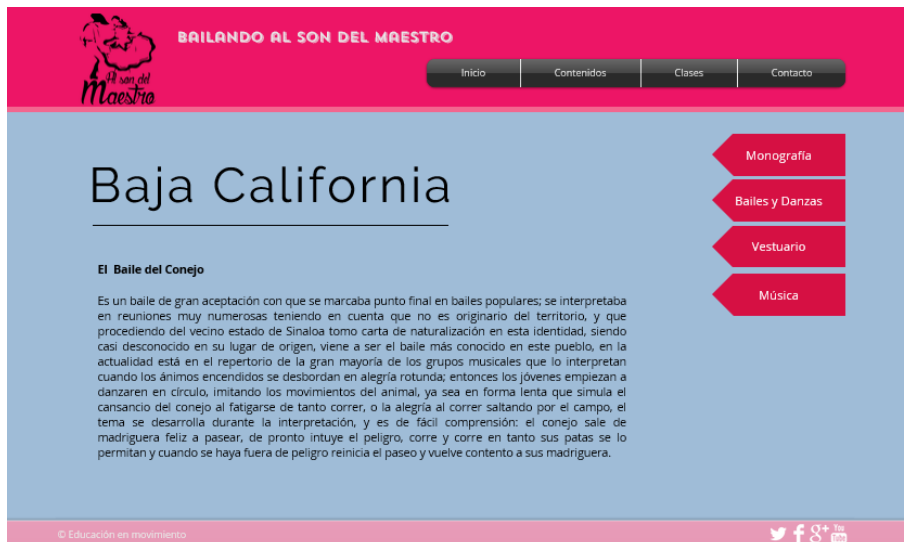 BAILANDO AL SON DEL MAESTRO
Al son del
Maestro
Inicio
Contenidos
Clases
Contacto
Baja California
Monografía
Bailes y Danzas
Vestuario
Música
El Baile del Conejo
Es un baile de gran aceptación con que se marcaba punto final en bailes populares; se interpretaba
en reuniones muy numerosas teniendo en cuenta que no es originario del territorio, y que
procediendo del vecino estado de Sinaloa tomo carta de naturalización en esta identidad, siendo
casi desconocido en su lugar de origen, viene a ser el baile más conocido en este pueblo, en la
actualidad está en el repertorio de la gran mayoría de los grupos musicales que lo interpretan
cuando los ánimos encendidos se desbordan en alegría rotunda; entonces los jóvenes empiezan a
danzaren en círculo, imitando los movimientos del animal, ya sea en forma lenta que simula el
cansancio del conejo al fatigarse de tanto correr, o la alegría al correr saltando por el campo, el
tema se desarrolla durante la interpretación, y es de fácil comprensión: el conejo sale de
madriguera feliz a pasear, de pronto intuye el peligro, corre y corre en tanto sus patas se lo
permitan y cuando se haya fuera de peligro reinicia el paseo y vuelve contento a sus madriguera.
© Educación en movimiento
You
Tube